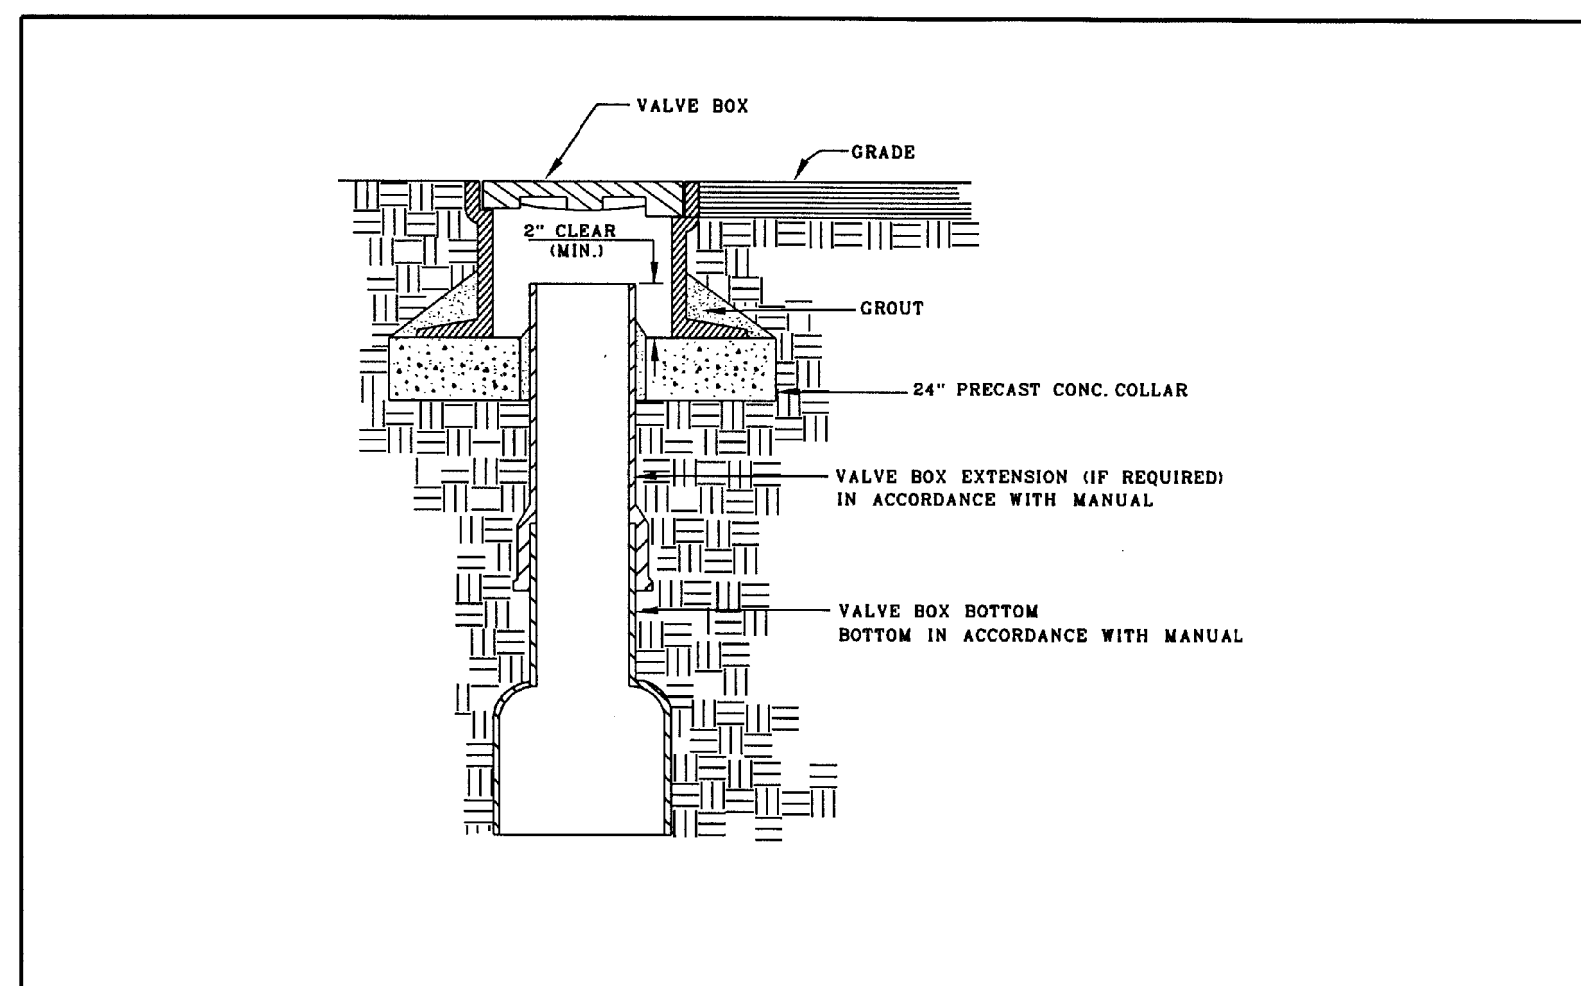 VALVE BOX
GRADE
2" CLEAR
(MIN.)
GROUT
24" PRECAST CONC. COLLAR
VALVE BOX EXTENSION (IF REQUIRED)
IN ACCORDANCE WITH MANUAL
VALVE BOX BOTTOM
BOTTOM IN ACCORDANCE WITH MANUAL